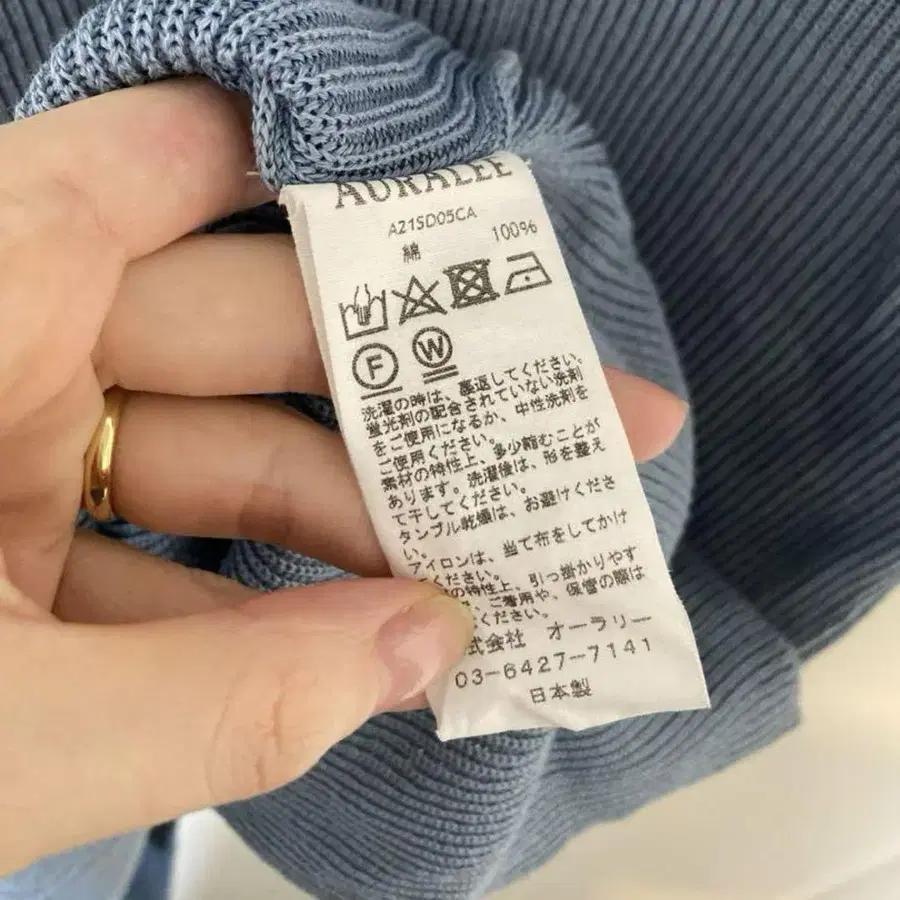 AURALEE
A21SD05CA
綿 100%
F W
洗濯の時は、裏返してください。
蛍光剤の配合されていない洗剤
をご使用になるか、中性洗剤を
ご使用ください。
素材の特性上、多少縮むことが
あります。洗濯後は、形を整え
て干してください。
タンブル乾燥は、お避けくださ
い。
アイロンは、当て布をしてかけ
ください。
の特性上、引っ掛かりやす
、ご着用や、保管の際は
ください。
式会社 オーラリー
03-6427-7141
日本製